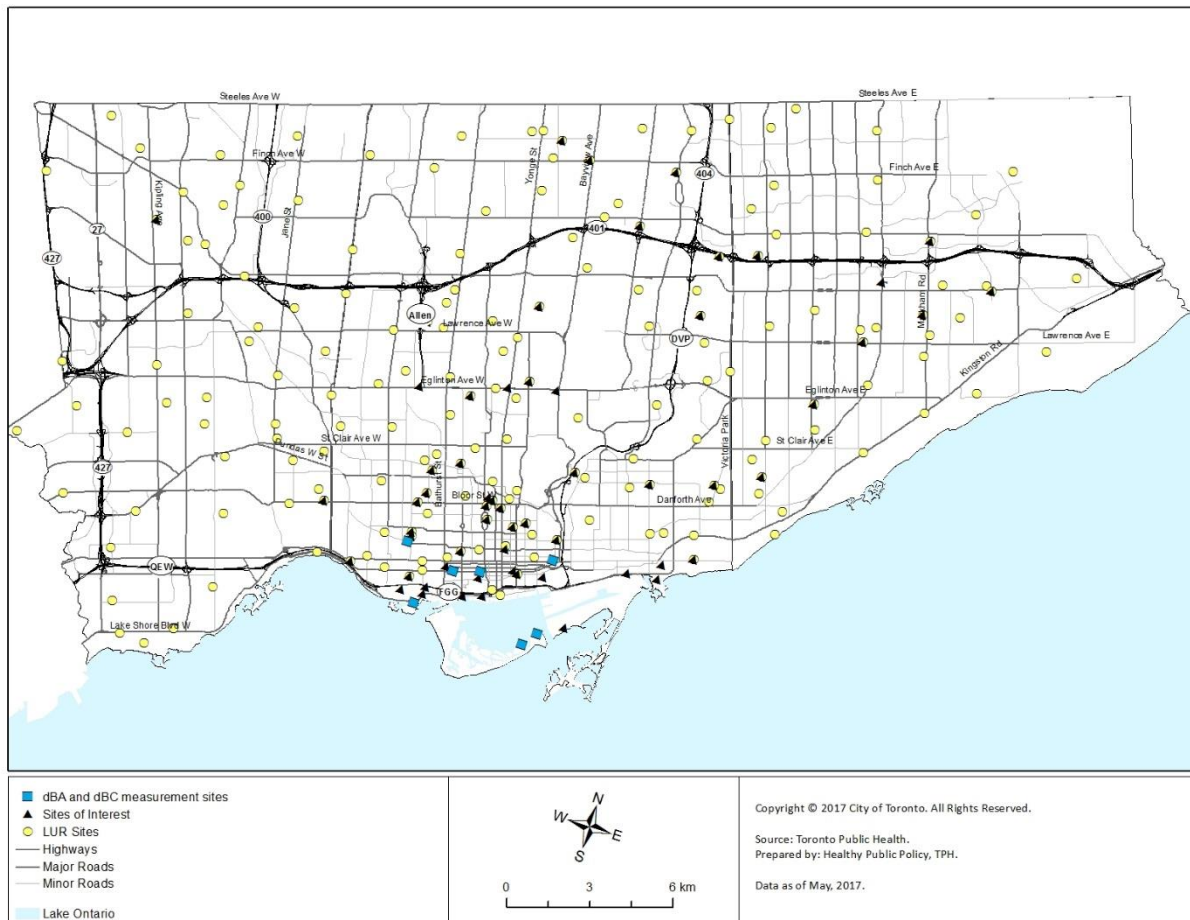 Steeles Ave W
Steeles Ave E
Finch Ave W
Yonge St
Bayview Ave
404
Finch Ave E
Kipling Ave
400
Jane St
27
401
427
Allen
Lawrence Ave W
DVP
Markham Rd
Lawrence Ave E
Kingston Rd
Eglinton Ave W
Eglinton Ave E
Dundas W St
St Clair Ave W
Victoria Park
St Clair Ave E
427
Bathurst St
Bloor St W
Danforth Ave
QEW
FGG
Lake Shore Blvd W
dBA and dBC measurement sites
Sites of Interest
LUR Sites
Highways
Major Roads
Minor Roads
Lake Ontario
N
W
E
S
0 3 6 km
Copyright © 2017 City of Toronto. All Rights Reserved.
Source: Toronto Public Health.
Prepared by: Healthy Public Policy, TPH.
Data as of May, 2017.